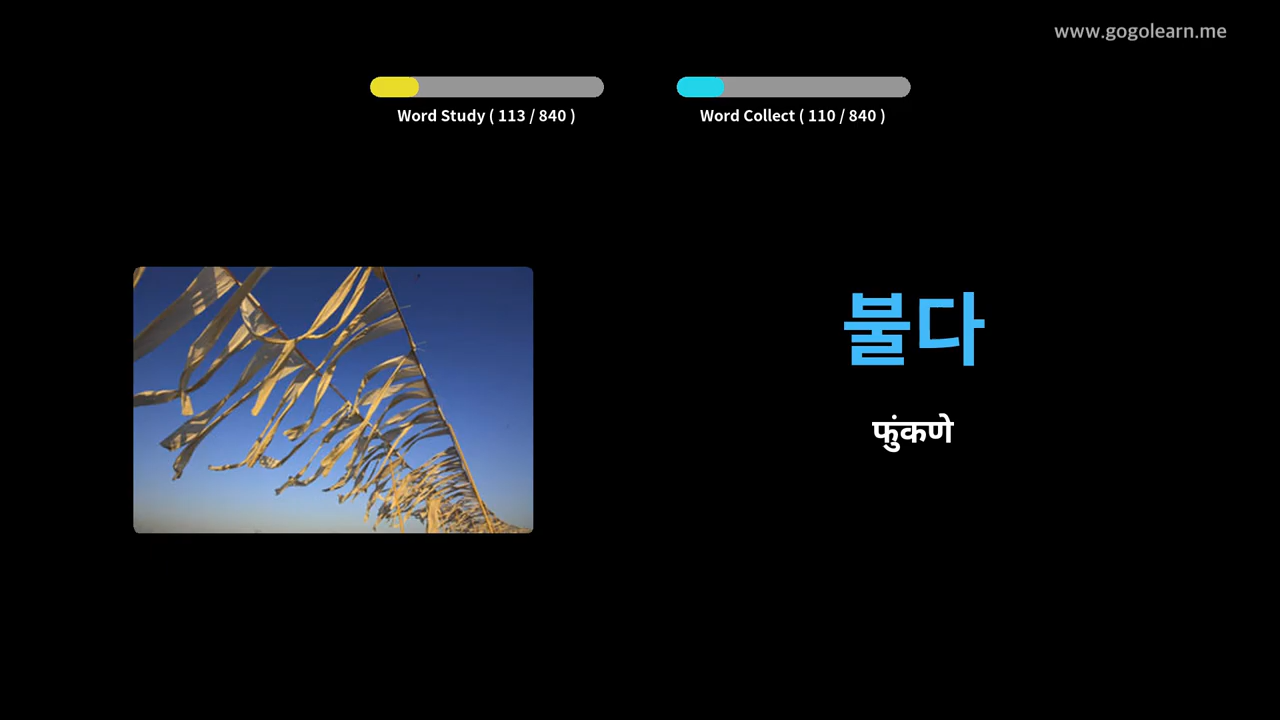 www.gogolearn.me
Word Study ( 113 / 840 )
Word Collect ( 110 / 840 )
불다
फुंकणे